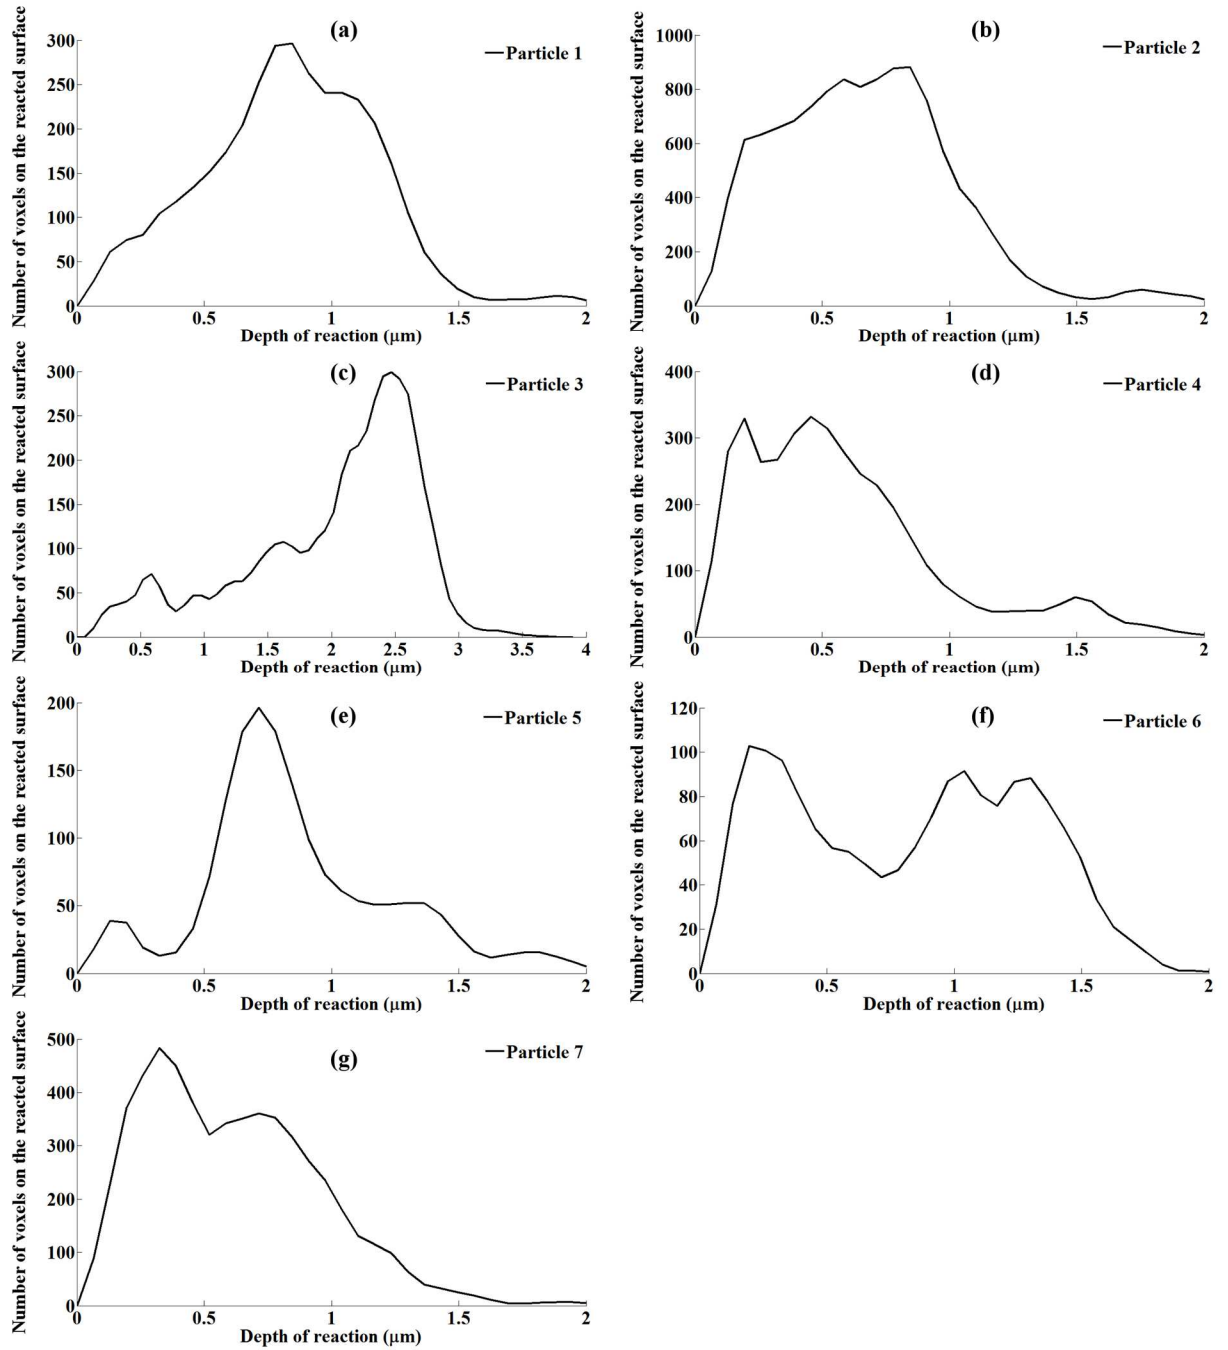 (a)
Particle 1
Number of voxels on the reacted surface
300
250
200
150
100
50
0
0 0.5 1 1.5 2
Depth of reaction (μm)
(b)
Particle 2
Number of voxels on the reacted surface
1000
800
600
400
200
0
0 0.5 1 1.5 2
Depth of reaction (μm)
(c)
Particle 3
Number of voxels on the reacted surface
300
250
200
150
100
50
0
0 0.5 1 1.5 2 2.5 3 3.5 4
Depth of reaction (μm)
(d)
Particle 4
Number of voxels on the reacted surface
400
300
200
100
0
0 0.5 1 1.5 2
Depth of reaction (μm)
(e)
Particle 5
Number of voxels on the reacted surface
200
150
100
50
0
0 0.5 1 1.5 2
Depth of reaction (μm)
(f)
Particle 6
Number of voxels on the reacted surface
120
100
80
60
40
20
0
0 0.5 1 1.5 2
Depth of reaction (μm)
(g)
Particle 7
Number of voxels on the reacted surface
500
400
300
200
100
0
0 0.5 1 1.5 2
Depth of reaction (μm)